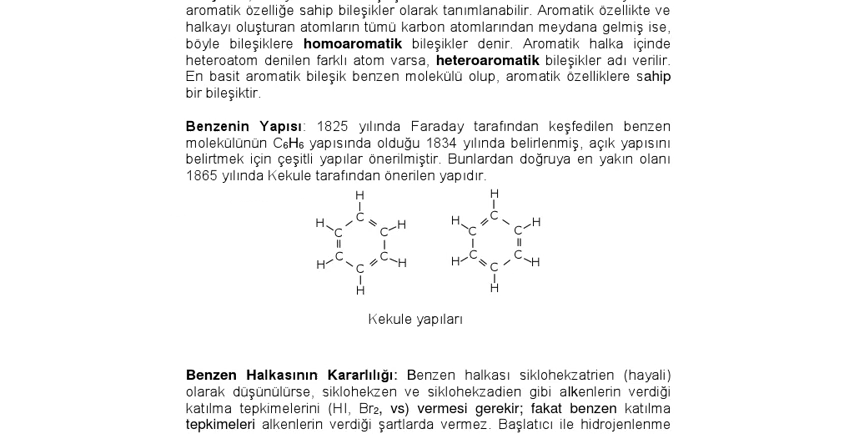 aromatik özelliğe sahip bileşikler olarak tanımlanabilir. Aromatik özellikte ve
halkayı oluşturan atomların tümü karbon atomlarından meydana gelmiş ise,
böyle bileşiklere homoaromatik bileşikler denir. Aromatik halka içinde
heteroatom denilen farklı atom varsa, heteroaromatik bileşikler adı verilir.
En basit aromatik bileşik benzen molekülü olup, aromatik özelliklere sahip
bir bileşiktir.
Benzenin Yapısı: 1825 yılında Faraday tarafından keşfedilen benzen
molekülünün C₆H₆ yapısında olduğu 1834 yılında belirlenmiş, açık yapısını
belirtmek için çeşitli yapılar önerilmiştir. Bunlardan doğruya en yakın olanı
1865 yılında Kekule tarafından önerilen yapıdır.
H H
C C
H C C H H C C H
H C C H H C C H
C C
H H
Kekule yapıları
Benzen Halkasının Kararlılığı: Benzen halkası siklohekzatrien (hayali)
olarak düşünülürse, siklohekzen ve siklohekzadien gibi alkenlerin verdiği
katılma tepkimelerini (HI, Br₂, vs) vermesi gerekir; fakat benzen katılma
tepkimeleri alkenlerin verdiği şartlarda vermez. Başlatıcı ile hidrojenlenme